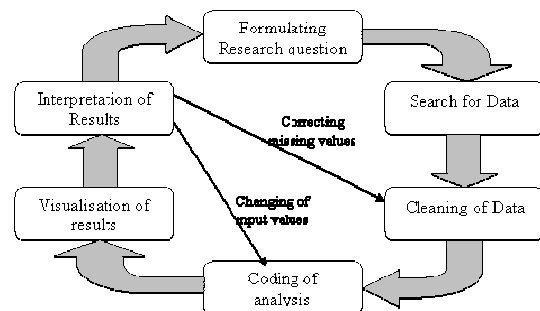 Formulating
Research question
Interpretation of
Results
Search for Data
Correcting
missing values
Visualisation of
results
Changing of
input values
Cleaning of Data
Coding of
analysis